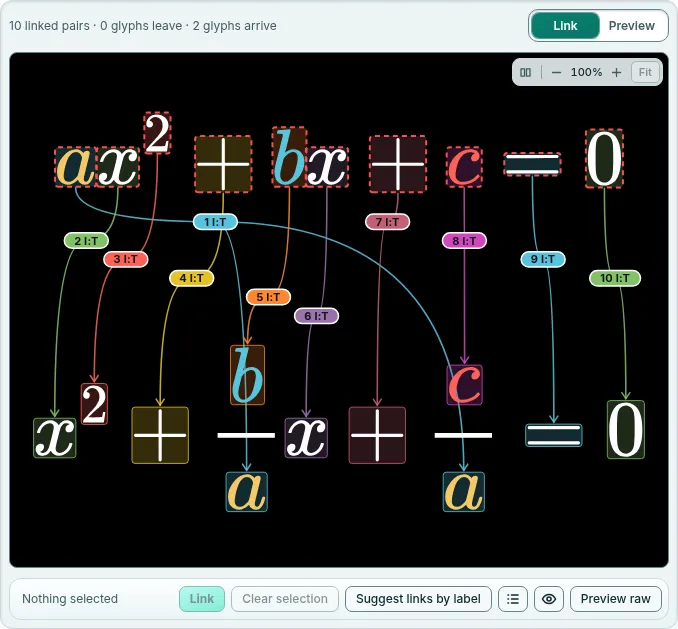 10 linked pairs · 0 glyphs leave · 2 glyphs arrive
Link Preview
− 100% + Fit
ax² + bx + c = 0
1 I:T
7 I:T
2 I:T
8 I:T
3 I:T
9 I:T
4 I:T
10 I:T
5 I:T
6 I:T
x² + b/a x + c/a = 0
Nothing selected Link Clear selection Suggest links by label Preview raw